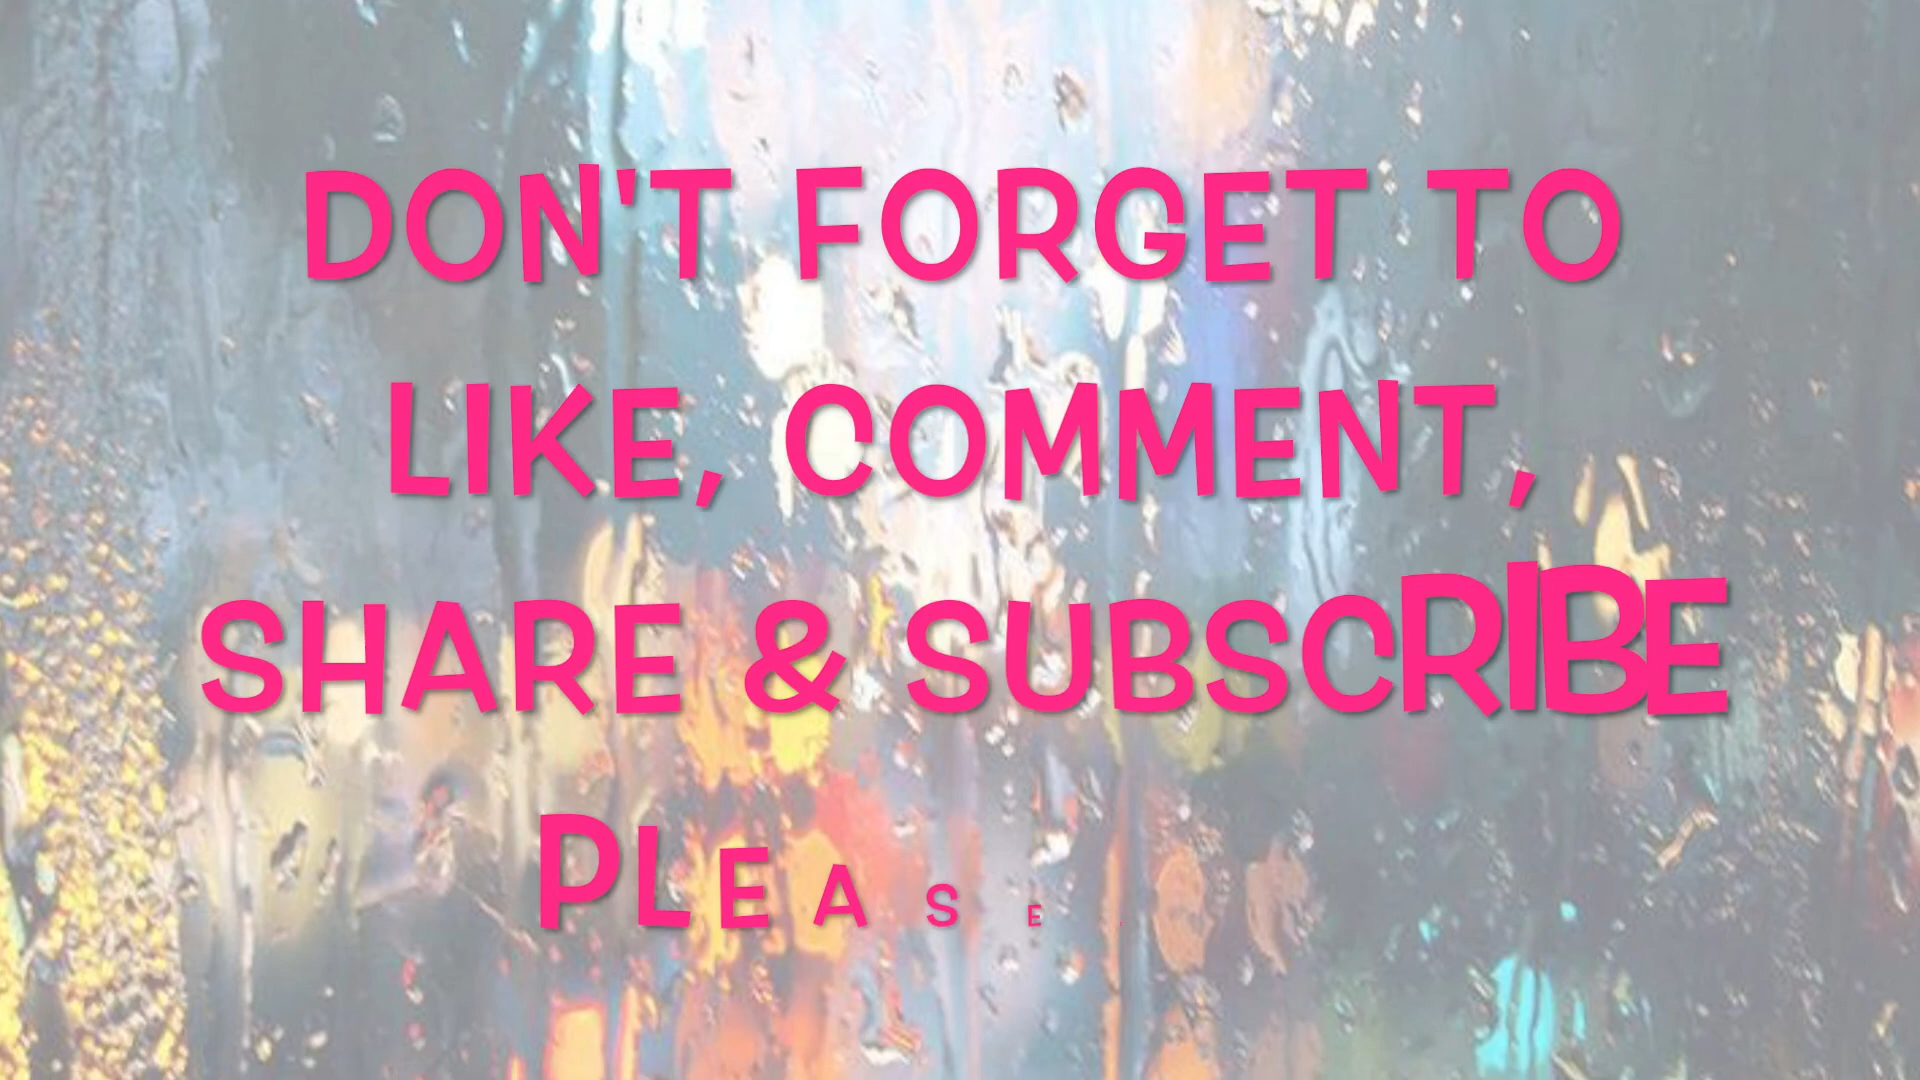 DON'T FORGET TO
LIKE, COMMENT,
SHARE & SUBSCRIBE
PLEASE